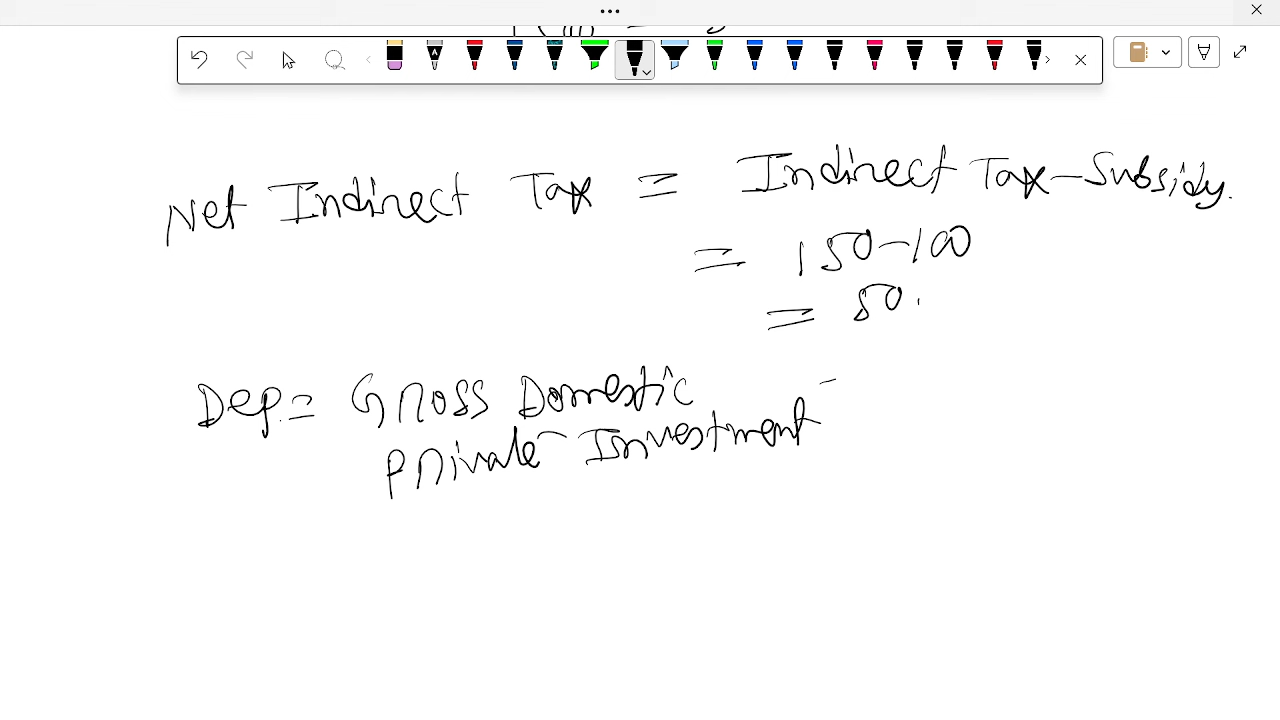 Net Indirect Tax = Indirect Tax - Subsidy.
= 150 - 100
= 50.
Dep. = Gross Domestic
Private Investment -